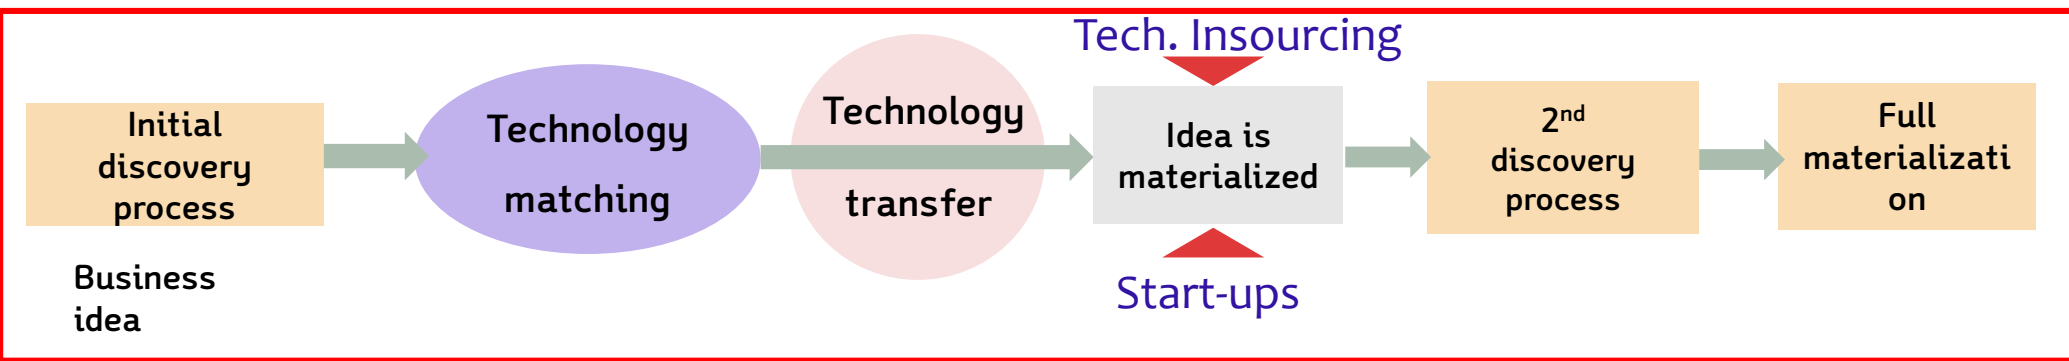 Initial
discovery
process
Business
idea
Technology
matching
Technology
transfer
Tech. Insourcing
Idea is
materialized
Start-ups
2nd
discovery
process
Full
materializati
on